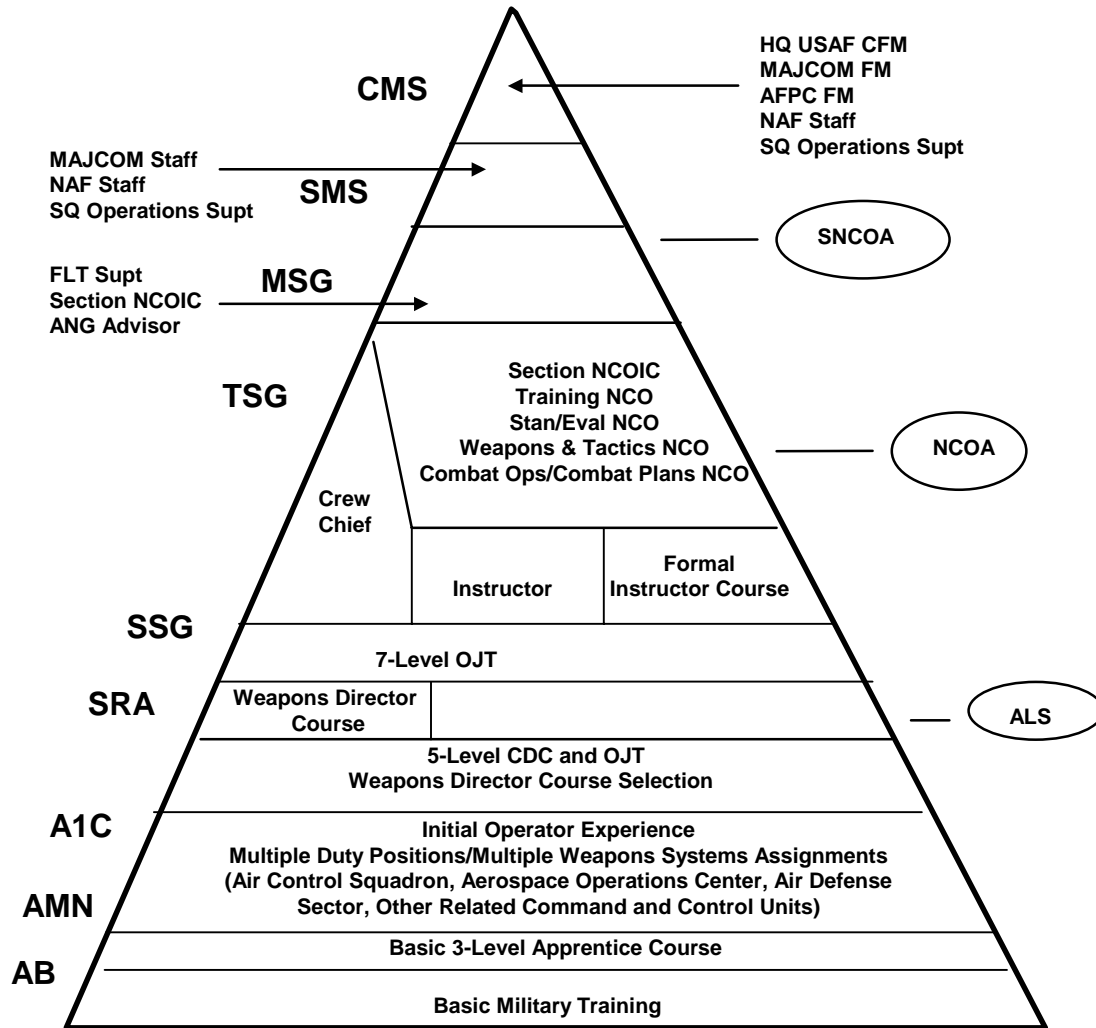 CMS
HQ USAF CFM
MAJCOM FM
AFPC FM
NAF Staff
SQ Operations Supt
MAJCOM Staff
NAF Staff
SQ Operations Supt
SMS
SNCOA
FLT Supt
Section NCOIC
ANG Advisor
MSG
TSG
Section NCOIC
Training NCO
Stan/Eval NCO
Weapons & Tactics NCO
Combat Ops/Combat Plans NCO
NCOA
Crew
Chief
Instructor
Formal
Instructor Course
SSG
7-Level OJT
SRA
Weapons Director
Course
ALS
5-Level CDC and OJT
Weapons Director Course Selection
A1C
Initial Operator Experience
Multiple Duty Positions/Multiple Weapons Systems Assignments
(Air Control Squadron, Aerospace Operations Center, Air Defense
Sector, Other Related Command and Control Units)
AMN
Basic 3-Level Apprentice Course
AB
Basic Military Training